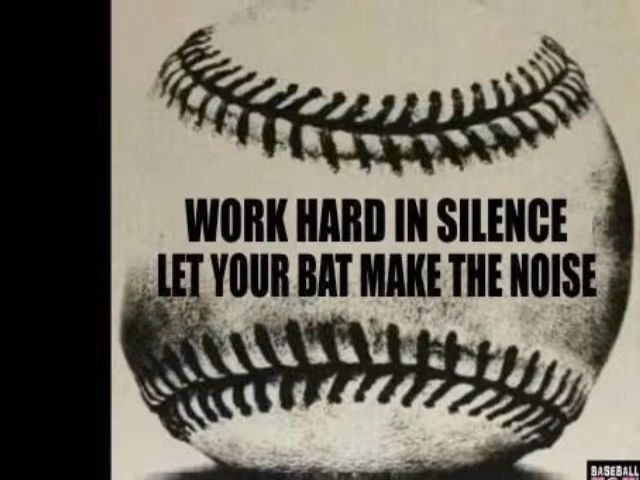 WORK HARD IN SILENCE
LET YOUR BAT MAKE THE NOISE
BASEBALL